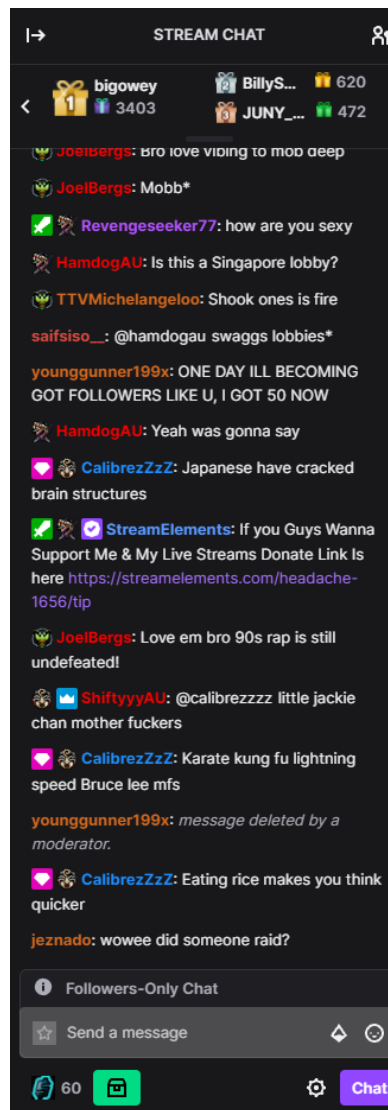 STREAM CHAT
bigowey
3403
BillyS... 620
JUNY_... 472
JoelBergs: Bro love vibing to mob deep
JoelBergs: Mobb*
Revengeseeker77: how are you sexy
HamdogAU: Is this a Singapore lobby?
TTVMichelangeloo: Shook ones is fire
saifsiso__: @hamdogau swaggs lobbies*
younggunner199x: ONE DAY ILL BECOMING
GOT FOLLOWERS LIKE U, I GOT 50 NOW
HamdogAU: Yeah was gonna say
CalibrezZzZ: Japanese have cracked
brain structures
StreamElements: If you Guys Wanna
Support Me & My Live Streams Donate Link Is
here https://streamelements.com/headache-
1656/tip
JoelBergs: Love em bro 90s rap is still
undefeated!
ShiftyyyAU: @calibrezzzz little jackie
chan mother fuckers
CalibrezZzZ: Karate kung fu lightning
speed Bruce lee mfs
younggunner199x: message deleted by a
moderator.
CalibrezZzZ: Eating rice makes you think
quicker
jeznado: wowee did someone raid?
Followers-Only Chat
Send a message
60
Chat